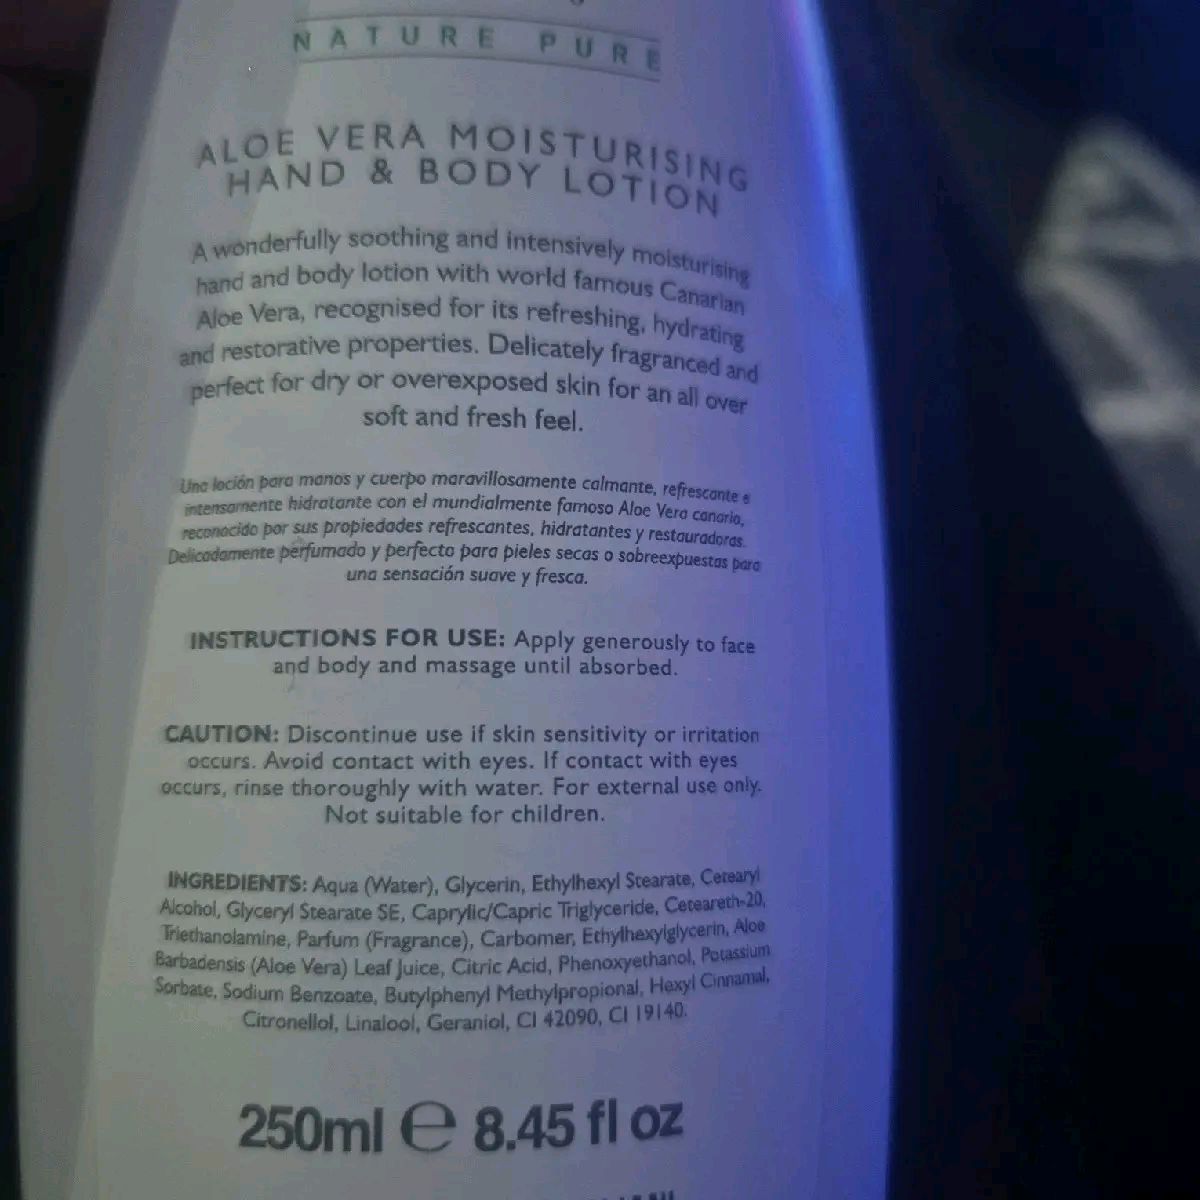 NATURE PURE
ALOE VERA MOISTURISING
HAND & BODY LOTION
A wonderfully soothing and intensively moisturising
hand and body lotion with world famous Canarian
Aloe Vera, recognised for its refreshing, hydrating
and restorative properties. Delicately fragranced and
perfect for dry or overexposed skin for an all over
soft and fresh feel.
Una loción para manos y cuerpo maravillosamente calmante, refrescante e
intensamente hidratante con el mundialmente famoso Aloe Vera canario,
reconocido por sus propiedades refrescantes, hidratantes y restauradoras.
Delicadamente perfumado y perfecto para pieles secas o sobreexpuestas para
una sensación suave y fresca.
INSTRUCTIONS FOR USE: Apply generously to face
and body and massage until absorbed.
CAUTION: Discontinue use if skin sensitivity or irritation
occurs. Avoid contact with eyes. If contact with eyes
occurs, rinse thoroughly with water. For external use only.
Not suitable for children.
INGREDIENTS: Aqua (Water), Glycerin, Ethylhexyl Stearate, Cetearyl
Alcohol, Glyceryl Stearate SE, Caprylic/Capric Triglyceride, Ceteareth-20,
Triethanolamine, Parfum (Fragrance), Carbomer, Ethylhexylglycerin, Aloe
Barbadensis (Aloe Vera) Leaf Juice, Citric Acid, Phenoxyethanol, Potassium
Sorbate, Sodium Benzoate, Butylphenyl Methylpropional, Hexyl Cinnamal,
Citronellol, Linalool, Geraniol, CI 42090, CI 19140.
250ml e 8.45 fl oz